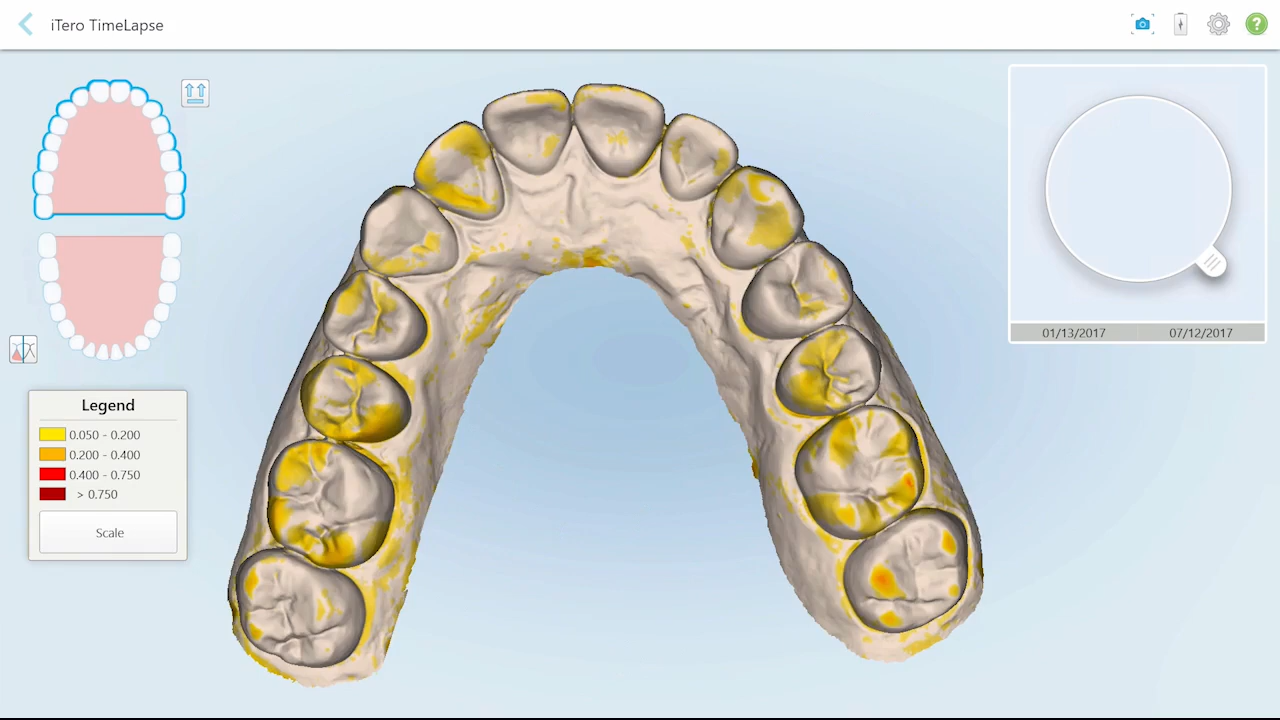 iTero TimeLapse
?
01/13/2017 07/12/2017
Legend
0.050 - 0.200
0.200 - 0.400
0.400 - 0.750
> 0.750
Scale